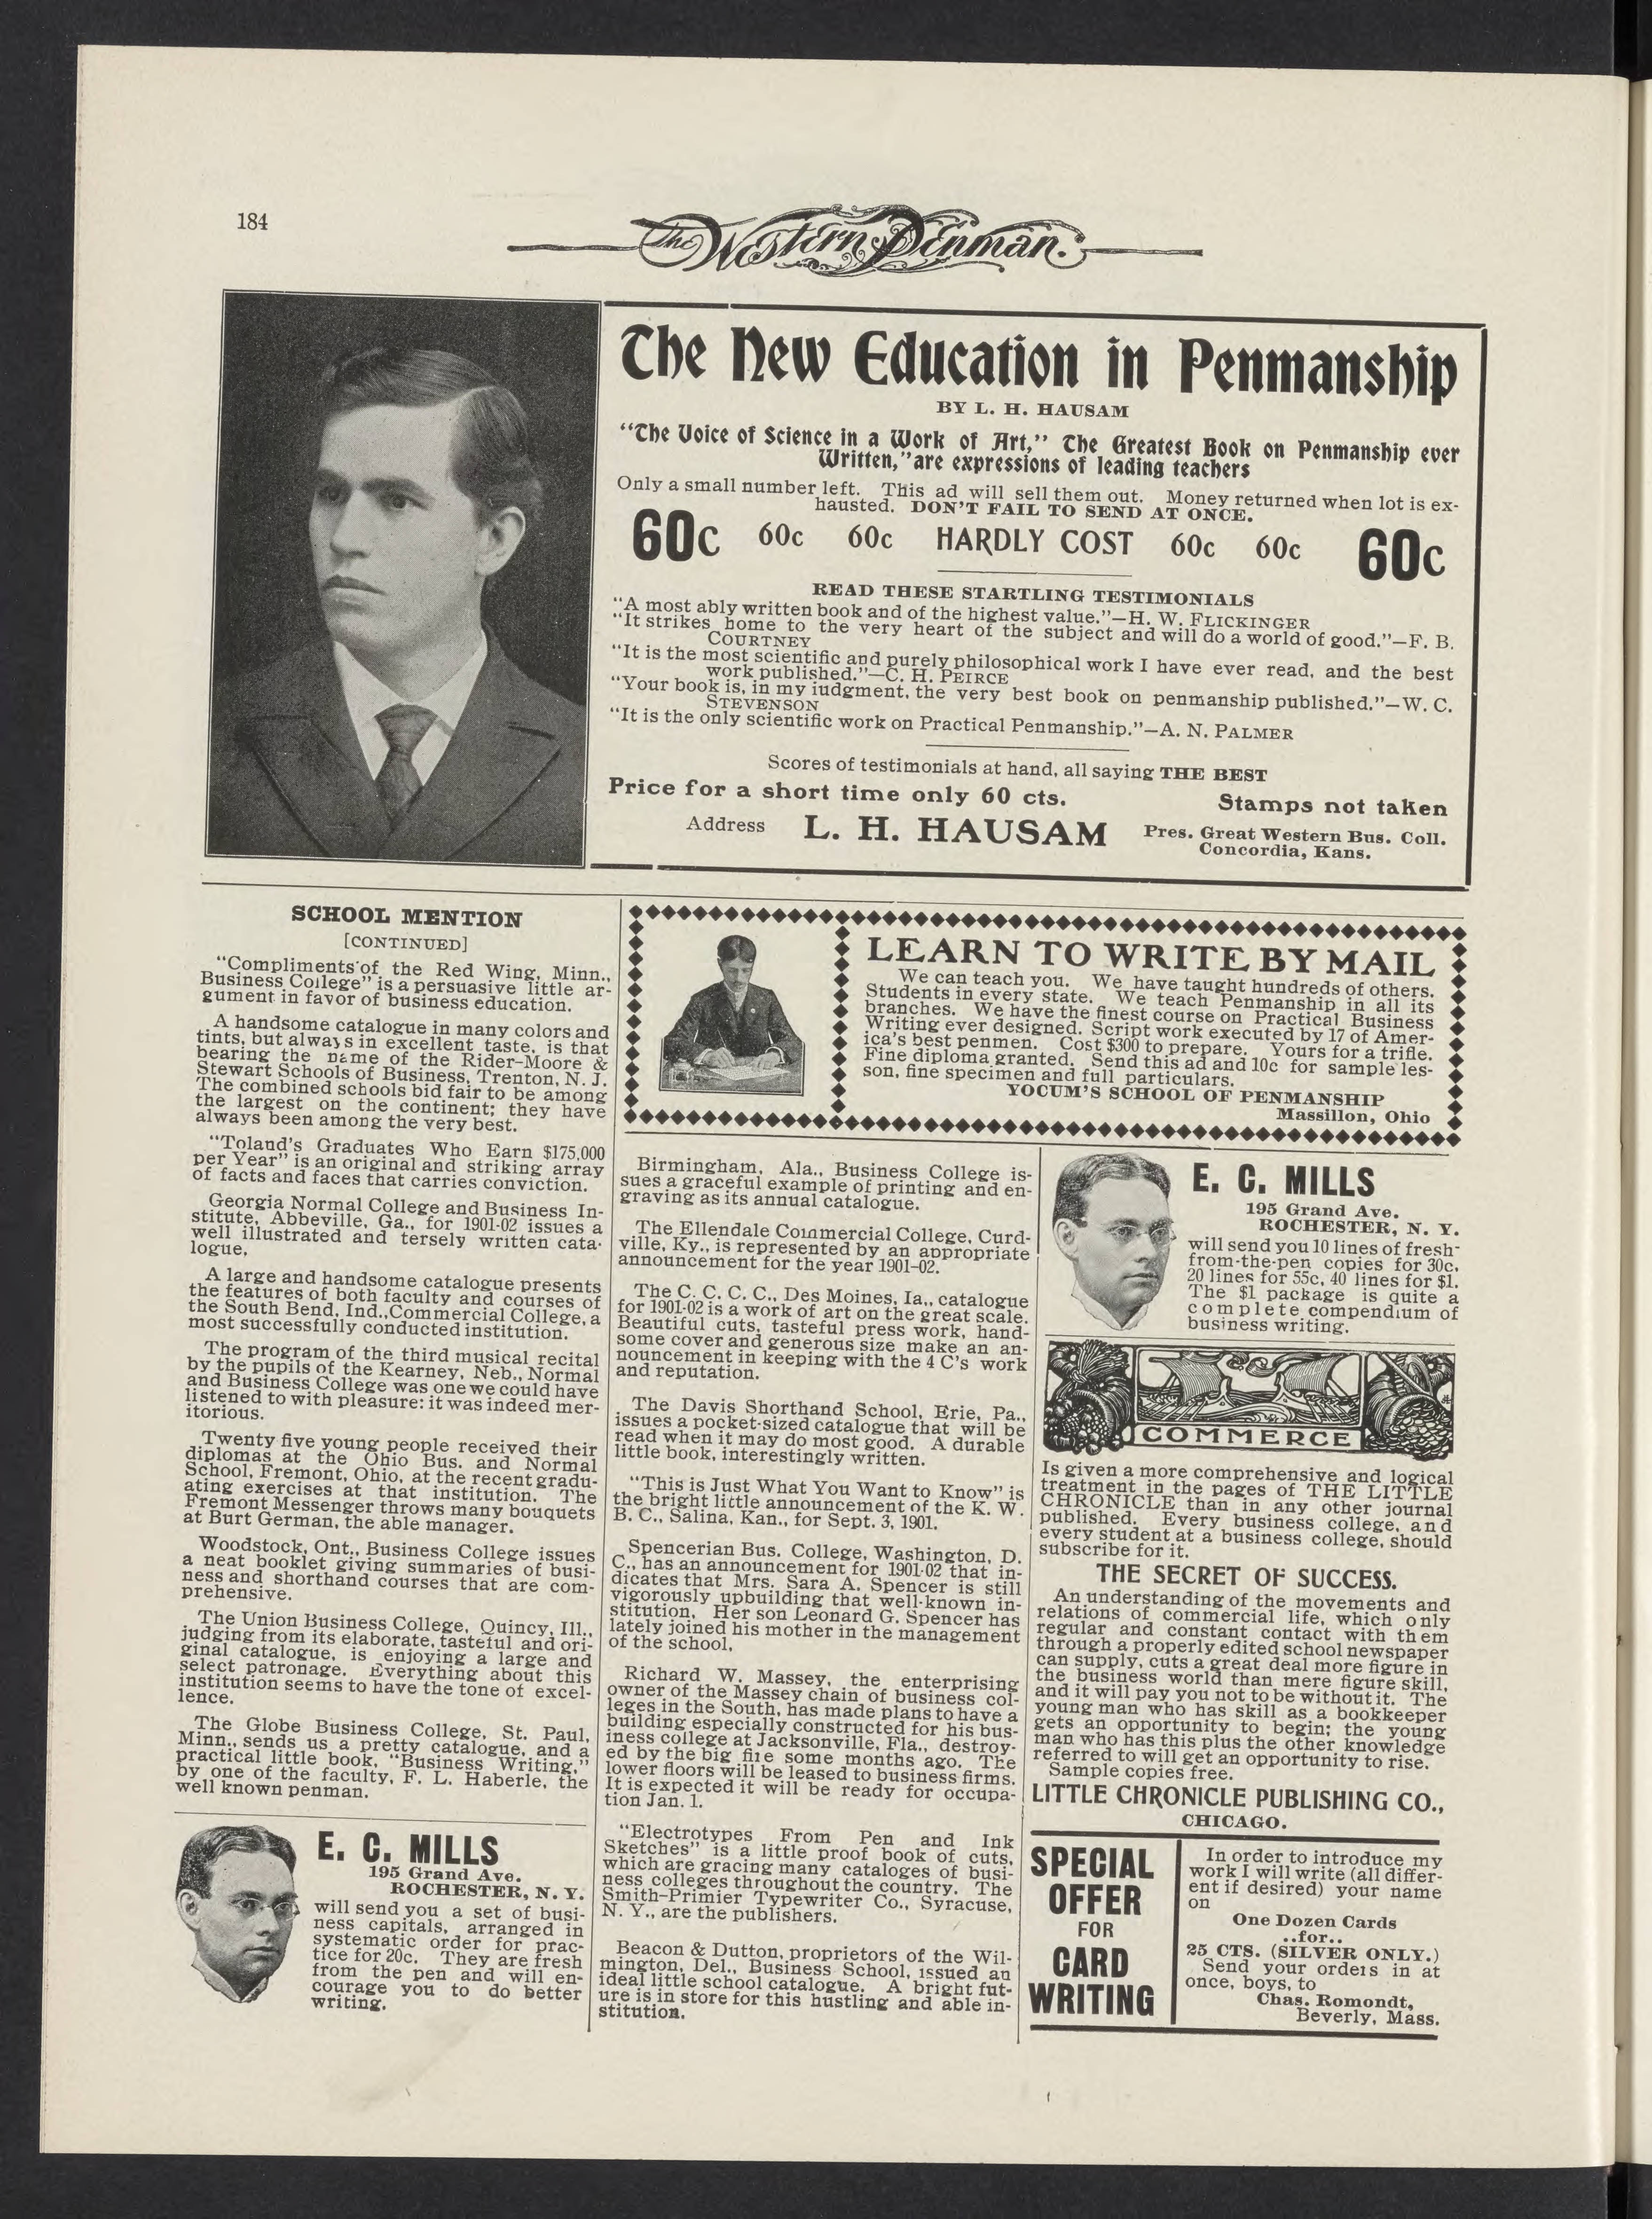 184
The Western Penman.
The New Education in Penmanship
BY L. H. HAUSAM
"The Voice of Science in a Work of Art," The Greatest Book on Penmanship ever
Written," are expressions of leading teachers
Only a small number left. This ad will sell them out. Money returned when lot is ex-
hausted. DON'T FAIL TO SEND AT ONCE.
60c 60c 60c HARDLY COST 60c 60c 60c
READ THESE STARTLING TESTIMONIALS
"A most ably written book and of the highest value."—H. W. FLICKINGER
"It strikes home to the very heart of the subject and will do a world of good."—F. B.
COURTNEY
"It is the most scientific and purely philosophical work I have ever read, and the best
work published."—C. H. PEIRCE
"Your book is, in my judgment, the very best book on penmanship published."—W. C.
STEVENSON
"It is the only scientific work on Practical Penmanship."—A. N. PALMER
Scores of testimonials at hand, all saying THE BEST
Price for a short time only 60 cts. Stamps not taken
Address L. H. HAUSAM Pres. Great Western Bus. Coll.
Concordia, Kans.
SCHOOL MENTION
[CONTINUED]
"Compliments of the Red Wing, Minn.,
Business College" is a persuasive little ar-
gument in favor of business education.
A handsome catalogue in many colors and
tints, but always in excellent taste, is that
bearing the name of the Rider-Moore &
Stewart Schools of Business, Trenton, N. J.
The combined schools bid fair to be among
the largest on the continent; they have
always been among the very best.
"Toland's Graduates Who Earn $175,000
per Year" is an original and striking array
of facts and faces that carries conviction.
Georgia Normal College and Business In-
stitute, Abbeville, Ga., for 1901-02 issues a
well illustrated and tersely written cata-
logue.
A large and handsome catalogue presents
the features of both faculty and courses of
the South Bend, Ind., Commercial College, a
most successfully conducted institution.
The program of the third musical recital
by the pupils of the Kearney, Neb., Normal
and Business College was one we could have
listened to with pleasure: it was indeed mer-
itorious.
Twenty five young people received their
diplomas at the Ohio Bus. and Normal
School, Fremont, Ohio, at the recent gradu-
ating exercises at that institution. The
Fremont Messenger throws many bouquets
at Burt German, the able manager.
Woodstock, Ont., Business College issues
a neat booklet giving summaries of busi-
ness and shorthand courses that are com-
prehensive.
The Union Business College, Quincy, Ill.,
judging from its elaborate, tasteful and ori-
ginal catalogue, is enjoying a large and
select patronage. Everything about this
institution seems to have the tone of excel-
lence.
The Globe Business College, St. Paul,
Minn., sends us a pretty catalogue, and a
practical little book, "Business Writing,"
by one of the faculty, F. L. Haberle, the
well known penman.
E. C. MILLS
195 Grand Ave.
ROCHESTER, N. Y.
will send you a set of busi-
ness capitals, arranged in
systematic order for prac-
tice for 20c. They are fresh
from the pen and will en-
courage you to do better
writing.
LEARN TO WRITE BY MAIL
We can teach you. We have taught hundreds of others.
Students in every state. We teach Penmanship in all its
branches. We have the finest course on Practical Business
Writing ever designed. Script work executed by 17 of Amer-
ica's best penmen. Cost $300 to prepare. Yours for a trifle.
Fine diploma granted. Send this ad and 10c for sample les-
son, fine specimen and full particulars.
YOCUM'S SCHOOL OF PENMANSHIP
Massillon, Ohio
Birmingham, Ala., Business College is-
sues a graceful example of printing and en-
graving as its annual catalogue.
The Ellendale Commercial College, Curd-
ville, Ky., is represented by an appropriate
announcement for the year 1901-02.
The C. C. C. C., Des Moines, Ia., catalogue
for 1901-02 is a work of art on the great scale.
Beautiful cuts, tasteful press work, hand-
some cover and generous size make an an-
nouncement in keeping with the 4 C's work
and reputation.
The Davis Shorthand School, Erie, Pa.,
issues a pocket-sized catalogue that will be
read when it may do most good. A durable
little book, interestingly written.
"This is Just What You Want to Know" is
the bright little announcement of the K. W.
B. C., Salina, Kan., for Sept. 3, 1901.
Spencerian Bus. College, Washington, D.
C., has an announcement for 1901-02 that in-
dicates that Mrs. Sara A. Spencer is still
vigorously upbuilding that well-known in-
stitution. Her son Leonard G. Spencer has
lately joined his mother in the management
of the school.
Richard W. Massey, the enterprising
owner of the Massey chain of business col-
leges in the South, has made plans to have a
building especially constructed for his bus-
iness college at Jacksonville, Fla., destroy-
ed by the big fire some months ago. The
lower floors will be leased to business firms.
It is expected it will be ready for occupa-
tion Jan. 1.
"Electrotypes From Pen and Ink
Sketches" is a little proof book of cuts,
which are gracing many cataloges of busi-
ness colleges throughout the country. The
Smith-Primier Typewriter Co., Syracuse,
N. Y., are the publishers.
Beacon & Dutton, proprietors of the Wil-
mington, Del., Business School, issued an
ideal little school catalogue. A bright fut-
ure is in store for this hustling and able in-
stitution.
E. C. MILLS
195 Grand Ave.
ROCHESTER, N. Y.
will send you 10 lines of fresh-
from-the-pen copies for 30c,
20 lines for 55c, 40 lines for $1.
The $1 package is quite a
complete compendium of
business writing.
COMMERCE
Is given a more comprehensive and logical
treatment in the pages of THE LITTLE
CHRONICLE than in any other journal
published. Every business college, and
every student at a business college, should
subscribe for it.
THE SECRET OF SUCCESS.
An understanding of the movements and
relations of commercial life, which only
regular and constant contact with them
through a properly edited school newspaper
can supply, cuts a great deal more figure in
the business world than mere figure skill,
and it will pay you not to be without it. The
young man who has skill as a bookkeeper
gets an opportunity to begin; the young
man who has this plus the other knowledge
referred to will get an opportunity to rise.
Sample copies free.
LITTLE CHRONICLE PUBLISHING CO.,
CHICAGO.
SPECIAL
OFFER
FOR
CARD
WRITING
In order to introduce my
work I will write (all differ-
ent if desired) your name
on
One Dozen Cards
..for..
25 CTS. (SILVER ONLY.)
Send your orders in at
once, boys, to
Chas. Romondt,
Beverly, Mass.